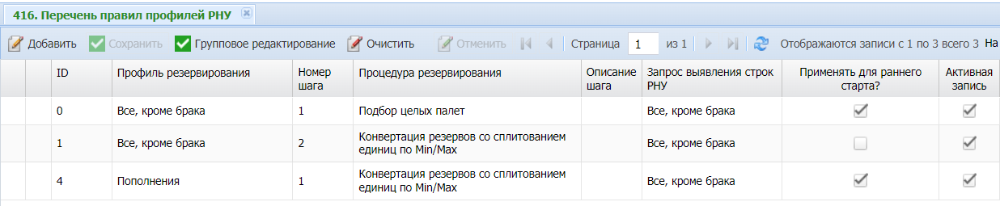 416. Перечень правил профилей РНУ
Добавить Сохранить Групповое редактирование Очистить Отменить Страница 1 из 1 Отображаются записи с 1 по 3 всего 3 На
ID Профиль резервирования Номер шага Процедура резервирования Описание шага Запрос выявления строк РНУ Применять для раннего старта? Активная запись
0 Все, кроме брака 1 Подбор целых палет Все, кроме брака
1 Все, кроме брака 2 Конвертация резервов со сплитованием единиц по Min/Max Все, кроме брака
4 Пополнения 1 Конвертация резервов со сплитованием единиц по Min/Max Все, кроме брака